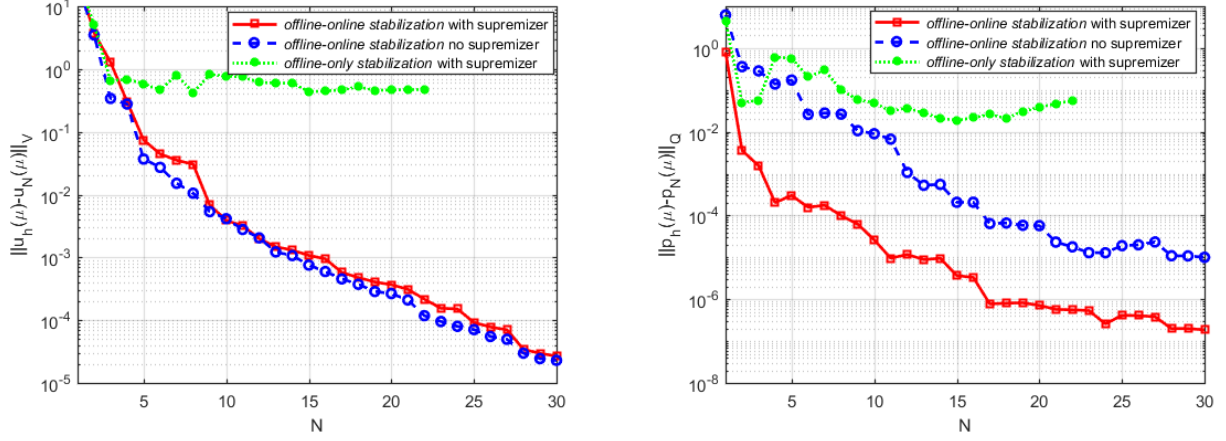 offline-online stabilization with supremizer
offline-online stabilization no supremizer
offline-only stabilization with supremizer
10^1
10^0
10^-1
10^-2
10^-3
10^-4
10^-5
5
10
15
20
25
30
N
||u_h(μ)-u_N(μ)||_V
offline-online stabilization with supremizer
offline-online stabilization no supremizer
offline-only stabilization with supremizer
10^0
10^-2
10^-4
10^-6
10^-8
5
10
15
20
25
30
N
||p_h(μ)-p_N(μ)||_Q